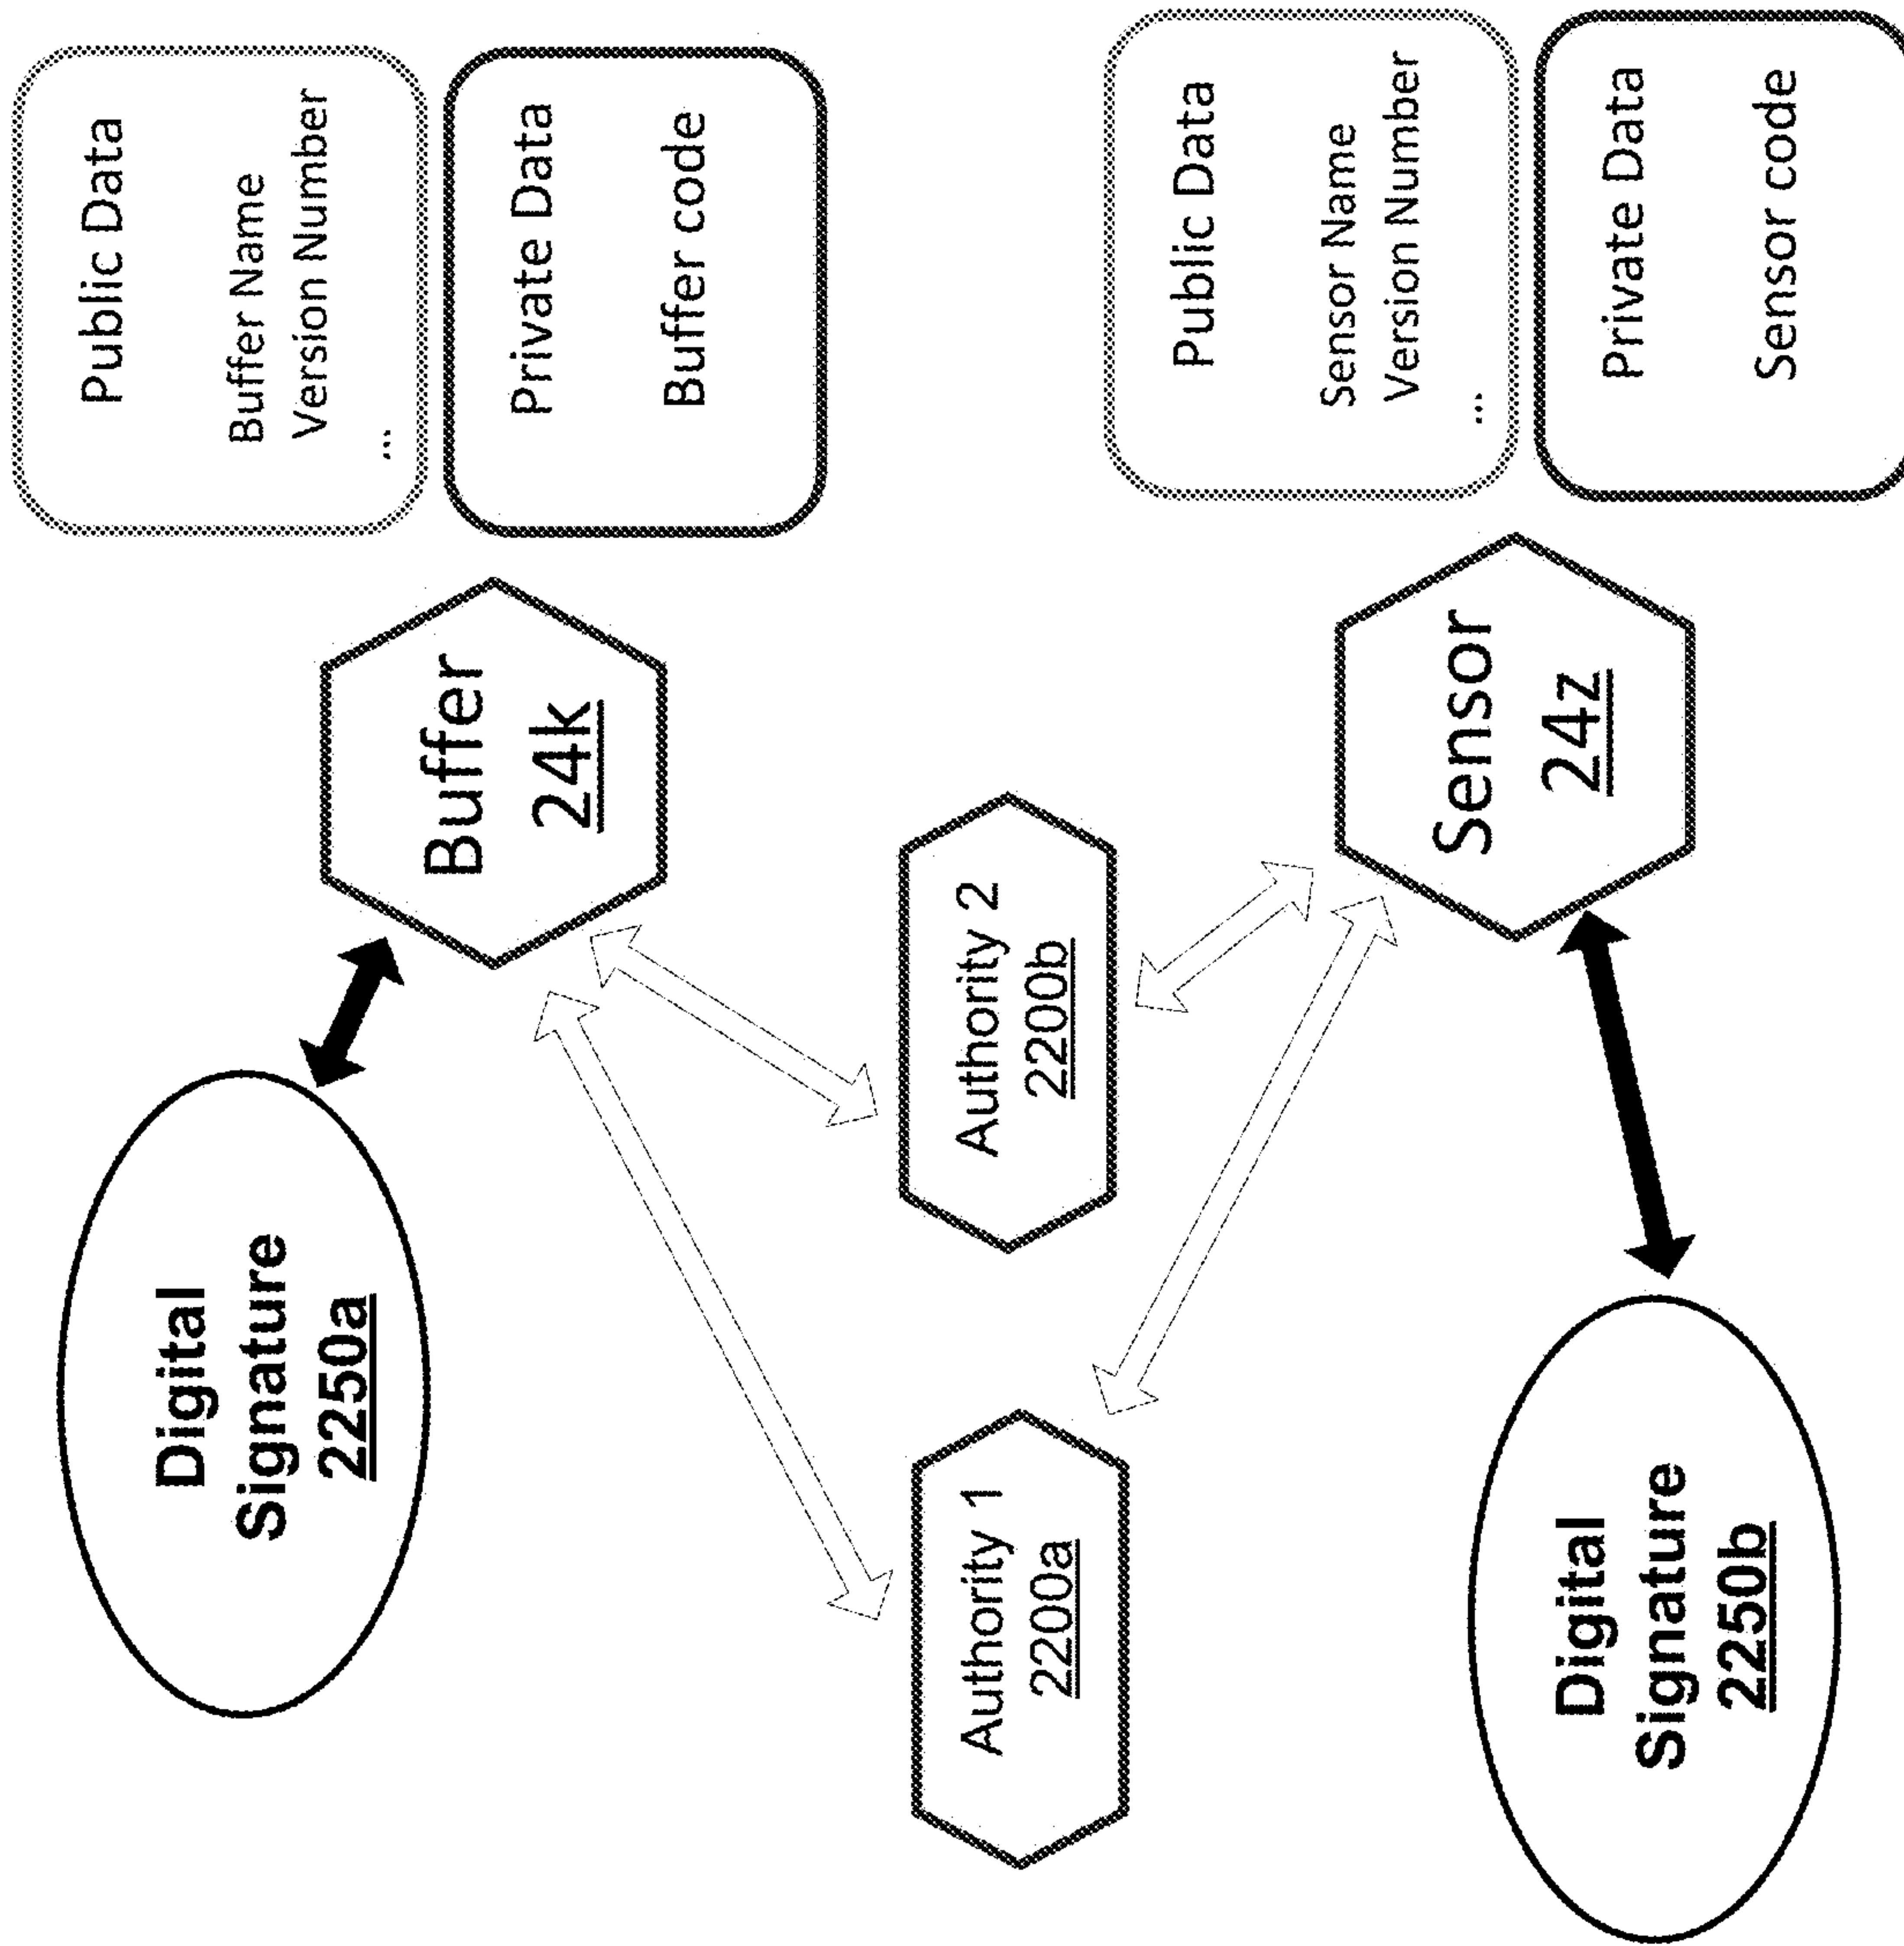 Digital
Signature
2250a
Buffer
24k
Public Data
Buffer Name
Version Number
...
Private Data
Buffer code
Authority 1
2200a
Authority 2
2200b
Digital
Signature
2250b
Sensor
24z
Public Data
Sensor Name
Version Number
...
Private Data
Sensor code